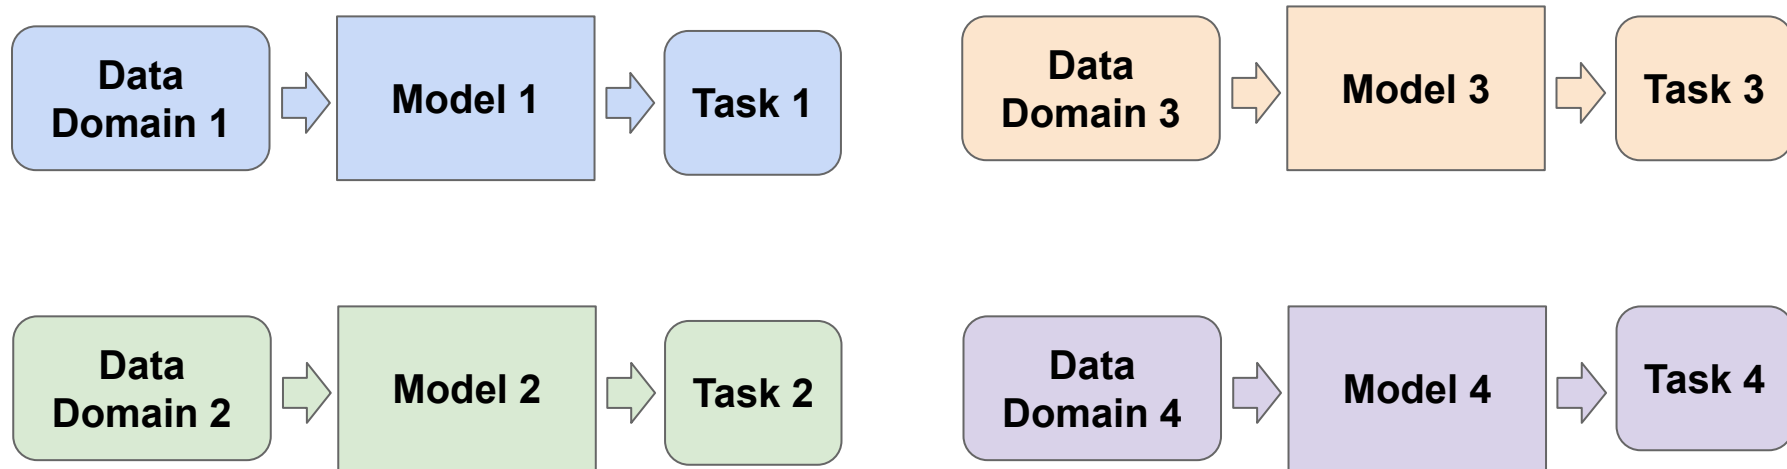 Data
Domain 1
Model 1
Task 1
Data
Domain 3
Model 3
Task 3
Data
Domain 2
Model 2
Task 2
Data
Domain 4
Model 4
Task 4